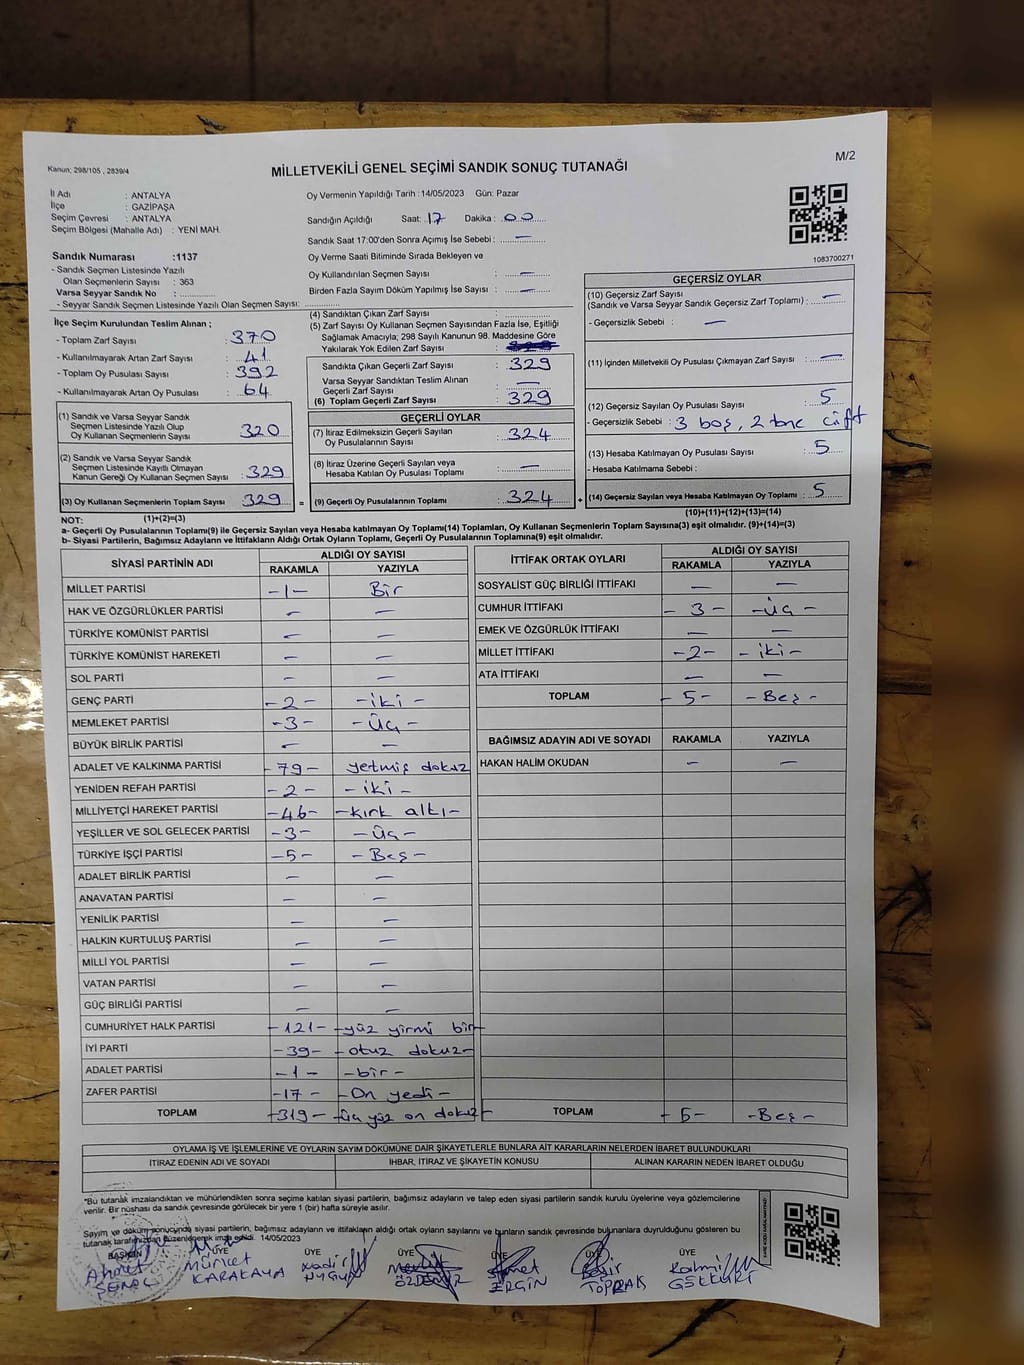 Kanun; 298/105 , 2839/4
MİLLETVEKİLİ GENEL SEÇİMİ SANDIK SONUÇ TUTANAĞI
M/2
İl Adı : ANTALYA
İlçe : GAZİPAŞA
Seçim Çevresi : ANTALYA
Seçim Bölgesi (Mahalle Adı) : YENİ MAH.
Oy Vermenin Yapıldığı Tarih : 14/05/2023 Gün: Pazar
Sandığın Açıldığı Saat: 17 Dakika : 00
Sandık Saat 17:00'den Sonra Açımış İse Sebebi : —
Sandık Numarası :1137
- Sandık Seçmen Listesinde Yazılı
Olan Seçmenlerin Sayısı : 363
Varsa Seyyar Sandık No :
- Seyyar Sandık Seçmen Listesinde Yazılı Olan Seçmen Sayısı:
Oy Verme Saati Bitiminde Sırada Bekleyen ve
Oy Kullandırılan Seçmen Sayısı : —
Birden Fazla Sayım Döküm Yapılmış İse Sayısı : —
1083700271
İlçe Seçim Kurulundan Teslim Alınan ;
- Toplam Zarf Sayısı : 370
- Kullanılmayarak Artan Zarf Sayısı : 41
- Toplam Oy Pusulası Sayısı : 392
- Kullanılmayarak Artan Oy Pusulası : 64
(1) Sandık ve Varsa Seyyar Sandık
Seçmen Listesinde Yazılı Olup
Oy Kullanan Seçmenlerin Sayısı : 320
(2) Sandık ve Varsa Seyyar Sandık
Seçmen Listesinde Kayıtlı Olmayan
Kanun Gereği Oy Kullanan Seçmen Sayısı : 329
(3) Oy Kullanan Seçmenlerin Toplam Sayısı : 329
(1)+(2)=(3)
(4) Sandıktan Çıkan Zarf Sayısı :
(5) Zarf Sayısı Oy Kullanan Seçmen Sayısından Fazla İse, Eşitliği
Sağlamak Amacıyla; 298 Sayılı Kanunun 98. Maddesine Göre
Yakılarak Yok Edilen Zarf Sayısı :
Sandıkta Çıkan Geçerli Zarf Sayısı : 329
Varsa Seyyar Sandıktan Teslim Alınan
Geçerli Zarf Sayısı : —
(6) Toplam Geçerli Zarf Sayısı : 329
GEÇERLİ OYLAR
(7) İtiraz Edilmeksizin Geçerli Sayılan
Oy Pusulalarının Sayısı : 324
(8) İtiraz Üzerine Geçerli Sayılan veya
Hesaba Katılan Oy Pusulası Toplamı : —
= (9) Geçerli Oy Pusulalarının Toplamı : 324
GEÇERSİZ OYLAR
(10) Geçersiz Zarf Sayısı
(Sandık ve Varsa Seyyar Sandık Geçersiz Zarf Toplamı) : —
- Geçersizlik Sebebi : —
(11) İçinden Milletvekili Oy Pusulası Çıkmayan Zarf Sayısı : —
(12) Geçersiz Sayılan Oy Pusulası Sayısı : 5
- Geçersizlik Sebebi : 3 boş, 2 tane çift
(13) Hesaba Katılmayan Oy Pusulası Sayısı : 5
- Hesaba Katılmama Sebebi :
+ (14) Geçersiz Sayılan veya Hesaba Katılmayan Oy Toplamı : 5
(10)+(11)+(12)+(13)=(14)
NOT:
a- Geçerli Oy Pusulalarının Toplamı(9) ile Geçersiz Sayılan veya Hesaba katılmayan Oy Toplamı(14) Toplamları, Oy Kullanan Seçmenlerin Toplam Sayısına(3) eşit olmalıdır. (9)+(14)=(3)
b- Siyasi Partilerin, Bağımsız Adayların ve İttifakların Aldığı Ortak Oyların Toplamı, Geçerli Oy Pusulalarının Toplamına(9) eşit olmalıdır.
SİYASİ PARTİNİN ADI ALDIĞI OY SAYISI
RAKAMLA YAZIYLA
MİLLET PARTİSİ -1- Bir
HAK VE ÖZGÜRLÜKLER PARTİSİ — —
TÜRKİYE KOMÜNİST PARTİSİ — —
TÜRKİYE KOMÜNİST HAREKETİ — —
SOL PARTİ — —
GENÇ PARTİ -2- -iki-
MEMLEKET PARTİSİ -3- -üç-
BÜYÜK BİRLİK PARTİSİ — —
ADALET VE KALKINMA PARTİSİ -79- yetmiş dokuz
YENİDEN REFAH PARTİSİ -2- -iki-
MİLLİYETÇİ HAREKET PARTİSİ -46- -kırk altı-
YEŞİLLER VE SOL GELECEK PARTİSİ -3- -üç-
TÜRKİYE İŞÇİ PARTİSİ -5- -Beş-
ADALET BİRLİK PARTİSİ — —
ANAVATAN PARTİSİ — —
YENİLİK PARTİSİ — —
HALKIN KURTULUŞ PARTİSİ — —
MİLLİ YOL PARTİSİ — —
VATAN PARTİSİ — —
GÜÇ BİRLİĞİ PARTİSİ — —
CUMHURİYET HALK PARTİSİ -121- -yüz yirmi bir-
İYİ PARTİ -39- -otuz dokuz-
ADALET PARTİSİ -1- -bir-
ZAFER PARTİSİ -17- -On yedi-
TOPLAM -319- -üç yüz on dokuz-
İTTİFAK ORTAK OYLARI ALDIĞI OY SAYISI
RAKAMLA YAZIYLA
SOSYALİST GÜÇ BİRLİĞİ İTTİFAKI — —
CUMHUR İTTİFAKI -3- -üç-
EMEK VE ÖZGÜRLÜK İTTİFAKI — —
MİLLET İTTİFAKI -2- -iki-
ATA İTTİFAKI — —
TOPLAM -5- -Beş-
BAĞIMSIZ ADAYIN ADI VE SOYADI RAKAMLA YAZIYLA
HAKAN HALIM OKUDAN — —
TOPLAM -5- -Beş-
OYLAMA İŞ VE İŞLEMLERİNE VE OYLARIN SAYIM DÖKÜMÜNE DAİR ŞİKAYETLERLE BUNLARA AİT KARARLARIN NELERDEN İBARET BULUNDUKLARI
İTİRAZ EDENİN ADI VE SOYADI İHBAR, İTİRAZ VE ŞİKAYETİN KONUSU ALINAN KARARIN NEDEN İBARET OLDUĞU
"Bu tutanak imzalandıktan ve mühürlendikten sonra seçime katılan siyasi partilerin, bağımsız adayların ve talep eden siyasi partilerin sandık kurulu üyelerine veya gözlemcilerine
verilir. Bir nüshası da sandık çevresinde görülecek bir yere 1 (bir) hafta süreyle asılır.
Sayım ve döküm sonucunda siyasi partilerin, bağımsız adayların ve ittifakların aldığı ortak oyların sayılarını ve bunların sandık çevresinde bulunanlara duyrulduğunu gösteren bu
tutanak tarafımızdan düzenlenerek imza edildi. 14/05/2023
BAŞKAN ÜYE ÜYE ÜYE ÜYE ÜYE
Ahmet ŞENOL
Mürvet KARAKAYA
Nadir
ÖZDENİZ
ERGİN
TOPRAK
Rahmi GÖKKURT